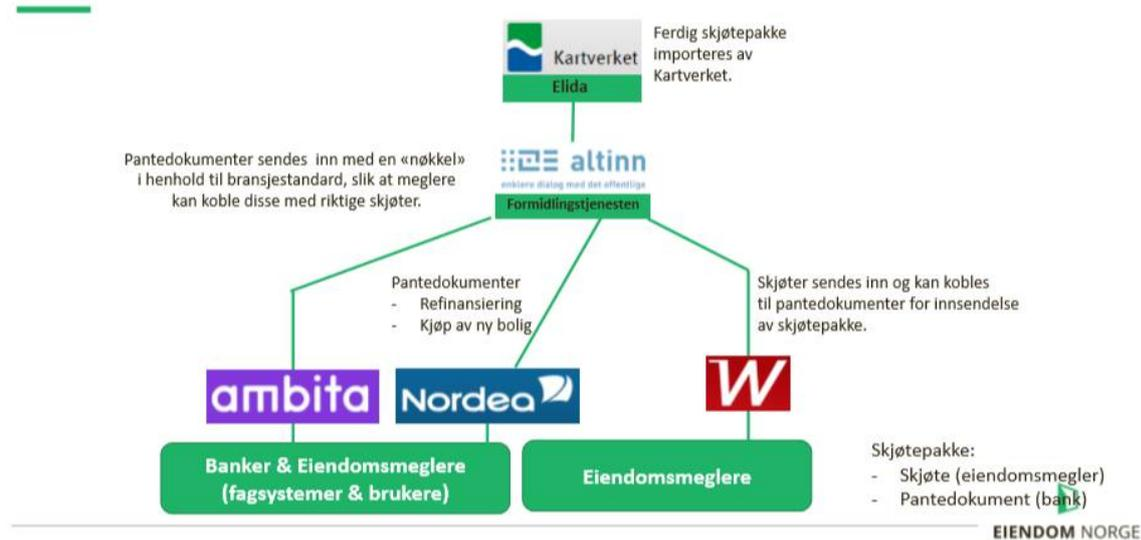 Kartverket
Elida
Ferdig skjøtepakke
importeres av
Kartverket.
Pantedokumenter sendes inn med en «nøkkel»
i henhold til bransjestandard, slik at meglere
kan koble disse med riktige skjøter.
altinn
enklere dialog med det offentlige
Formidlingstjenesten
Pantedokumenter
- Refinansiering
- Kjøp av ny bolig
Skjøter sendes inn og kan kobles
til pantedokumenter for innsendelse
av skjøtepakke.
ambita
Nordea
W
Banker & Eiendomsmeglere
(fagsystemer & brukere)
Eiendomsmeglere
Skjøtepakke:
- Skjøte (eiendomsmegler)
- Pantedokument (bank)
EIENDOM NORGE